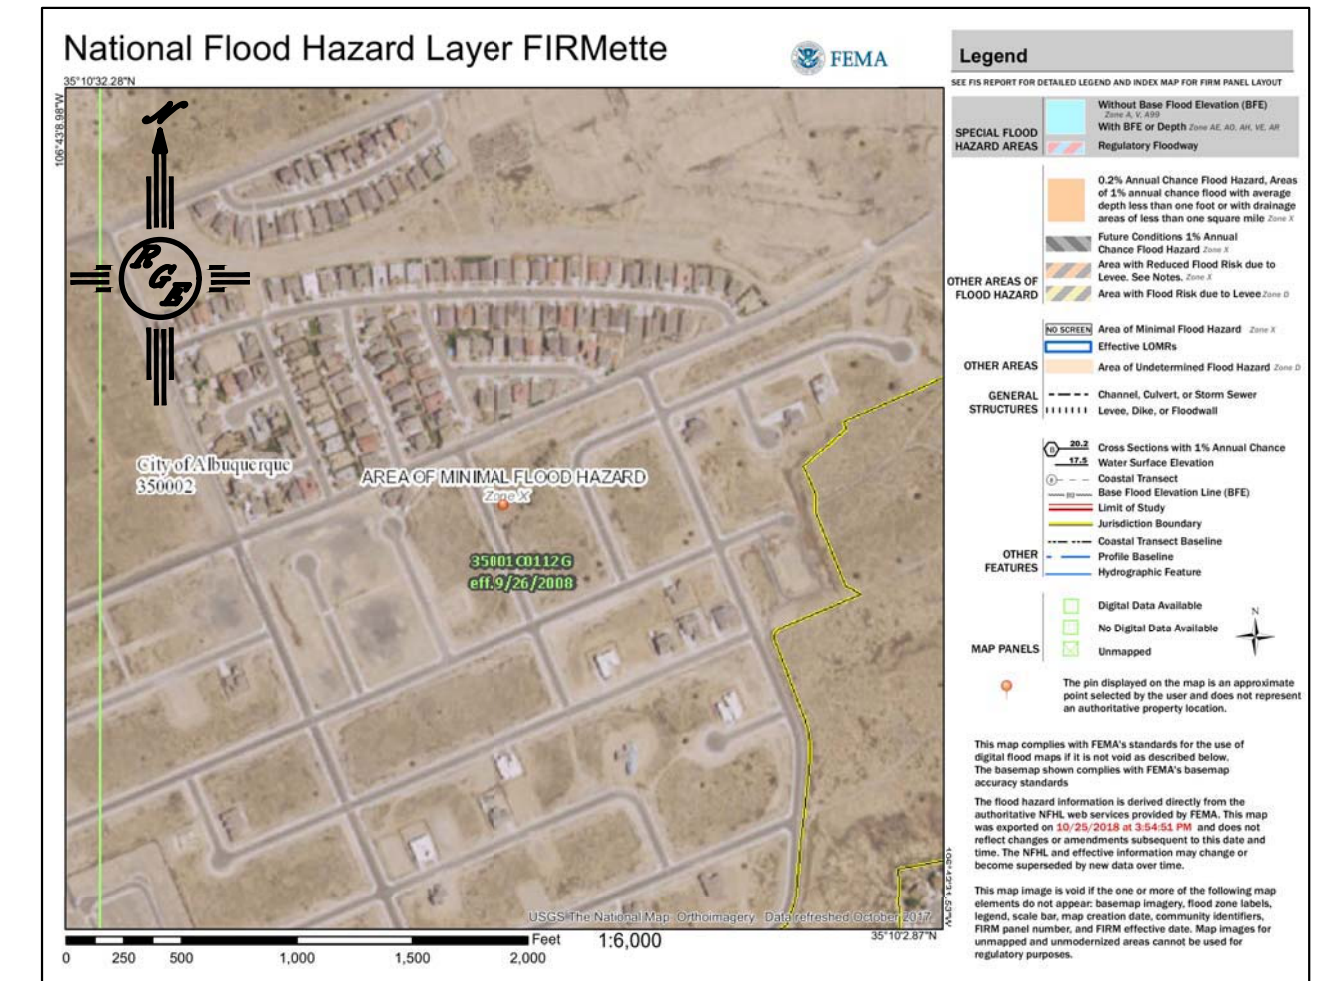 National Flood Hazard Layer FIRMette
FEMA
35°10'32.28"N
106°43'8.98"W
N
RGE
City of Albuquerque
350002
AREA OF MINIMAL FLOOD HAZARD
Zone X
35001C0112G
eff. 9/26/2008
USGS The National Map: Orthoimagery. Data refreshed October 2017.
35°10'2.87"N
Feet
1:6,000
0 250 500 1,000 1,500 2,000
Legend
SEE FIS REPORT FOR DETAILED LEGEND AND INDEX MAP FOR FIRM PANEL LAYOUT
SPECIAL FLOOD
HAZARD AREAS
Without Base Flood Elevation (BFE)
Zone A, V, A99
With BFE or Depth Zone AE, AO, AH, VE, AR
Regulatory Floodway
OTHER AREAS OF
FLOOD HAZARD
0.2% Annual Chance Flood Hazard, Areas
of 1% annual chance flood with average
depth less than one foot or with drainage
areas of less than one square mile Zone X
Future Conditions 1% Annual
Chance Flood Hazard Zone X
Area with Reduced Flood Risk due to
Levee. See Notes. Zone X
Area with Flood Risk due to Levee Zone D
OTHER AREAS
NO SCREEN Area of Minimal Flood Hazard Zone X
Effective LOMRs
Area of Undetermined Flood Hazard Zone D
GENERAL
STRUCTURES
Channel, Culvert, or Storm Sewer
Levee, Dike, or Floodwall
20.2 Cross Sections with 1% Annual Chance
17.5 Water Surface Elevation
Coastal Transect
Base Flood Elevation Line (BFE)
Limit of Study
Jurisdiction Boundary
Coastal Transect Baseline
OTHER
FEATURES
Profile Baseline
Hydrographic Feature
MAP PANELS
Digital Data Available
No Digital Data Available
Unmapped
N
The pin displayed on the map is an approximate
point selected by the user and does not represent
an authoritative property location.
This map complies with FEMA's standards for the use of
digital flood maps if it is not void as described below.
The basemap shown complies with FEMA's basemap
accuracy standards
The flood hazard information is derived directly from the
authoritative NFHL web services provided by FEMA. This map
was exported on 10/25/2018 at 3:54:51 PM and does not
reflect changes or amendments subsequent to this date and
time. The NFHL and effective information may change or
become superseded by new data over time.
This map image is void if the one or more of the following map
elements do not appear: basemap imagery, flood zone labels,
legend, scale bar, map creation date, community identifiers,
FIRM panel number, and FIRM effective date. Map images for
unmapped and unmodernized areas cannot be used for
regulatory purposes.